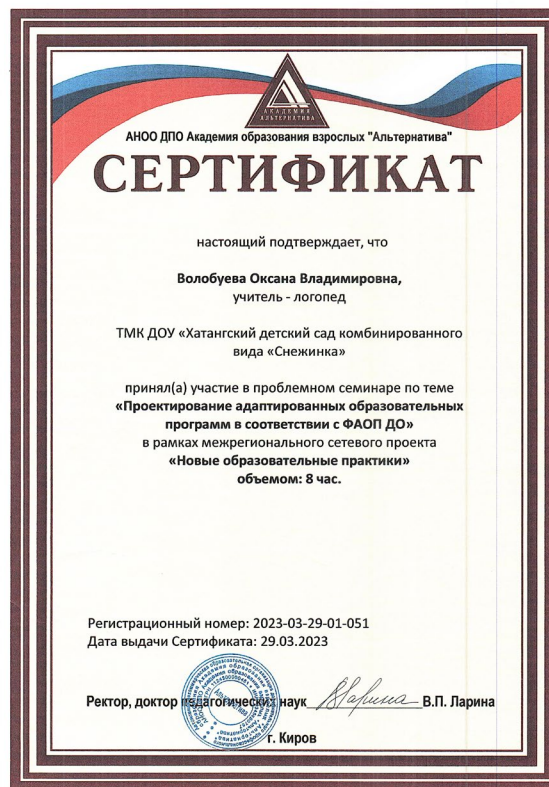 АКАДЕМИЯ
АЛЬТЕРНАТИВА
АНОО ДПО Академия образования взрослых "Альтернатива"
СЕРТИФИКАТ
настоящий подтверждает, что
Волобуева Оксана Владимировна,
учитель - логопед
ТМК ДОУ «Хатангский детский сад комбинированного
вида «Снежинка»
принял(а) участие в проблемном семинаре по теме
«Проектирование адаптированных образовательных
программ в соответствии с ФАОП ДО»
в рамках межрегионального сетевого проекта
«Новые образовательные практики»
объемом: 8 час.
Регистрационный номер: 2023-03-29-01-051
Дата выдачи Сертификата: 29.03.2023
Ректор, доктор педагогических наук Ларина В.П. Ларина
г. Киров